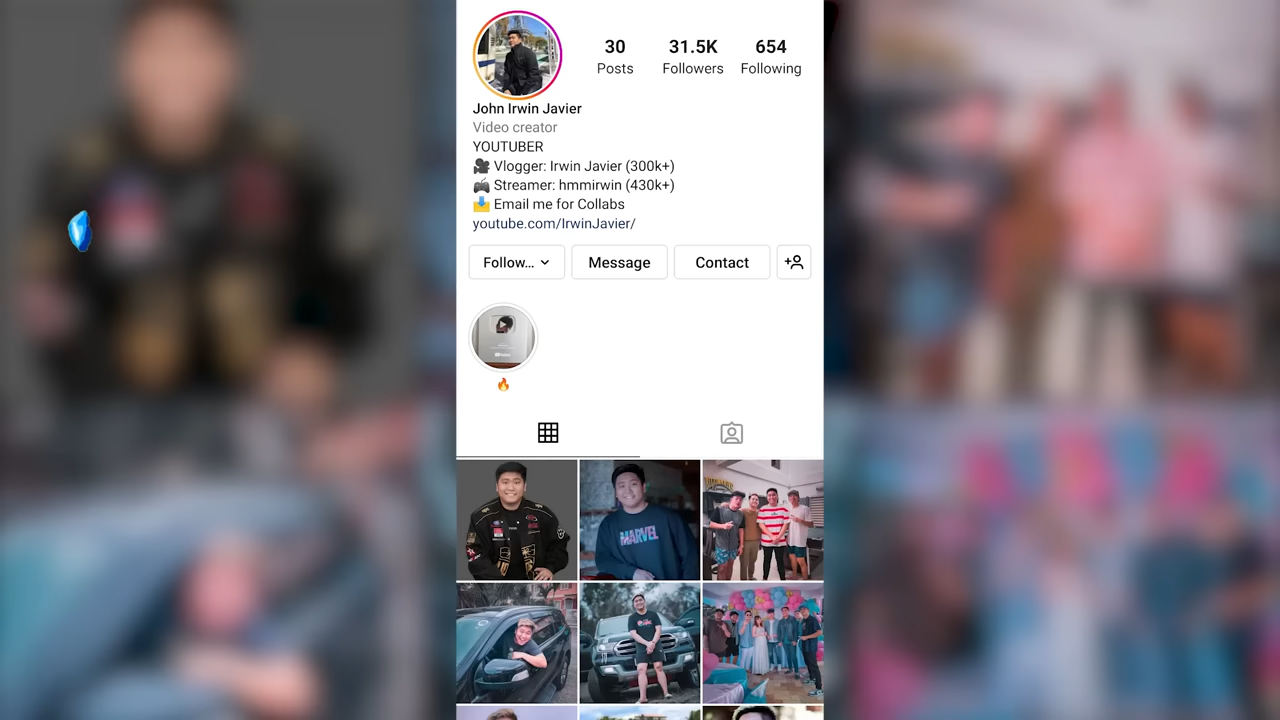 30
31.5K
654
Posts
Followers
Following
John Irwin Javier
Video creator
YOUTUBER
🎥 Vlogger: Irwin Javier (300k+)
🎮 Streamer: hmmirwin (430k+)
📩 Email me for Collabs
youtube.com/IrwinJavier/
Follow...
Message
Contact
🔥
MARVEL